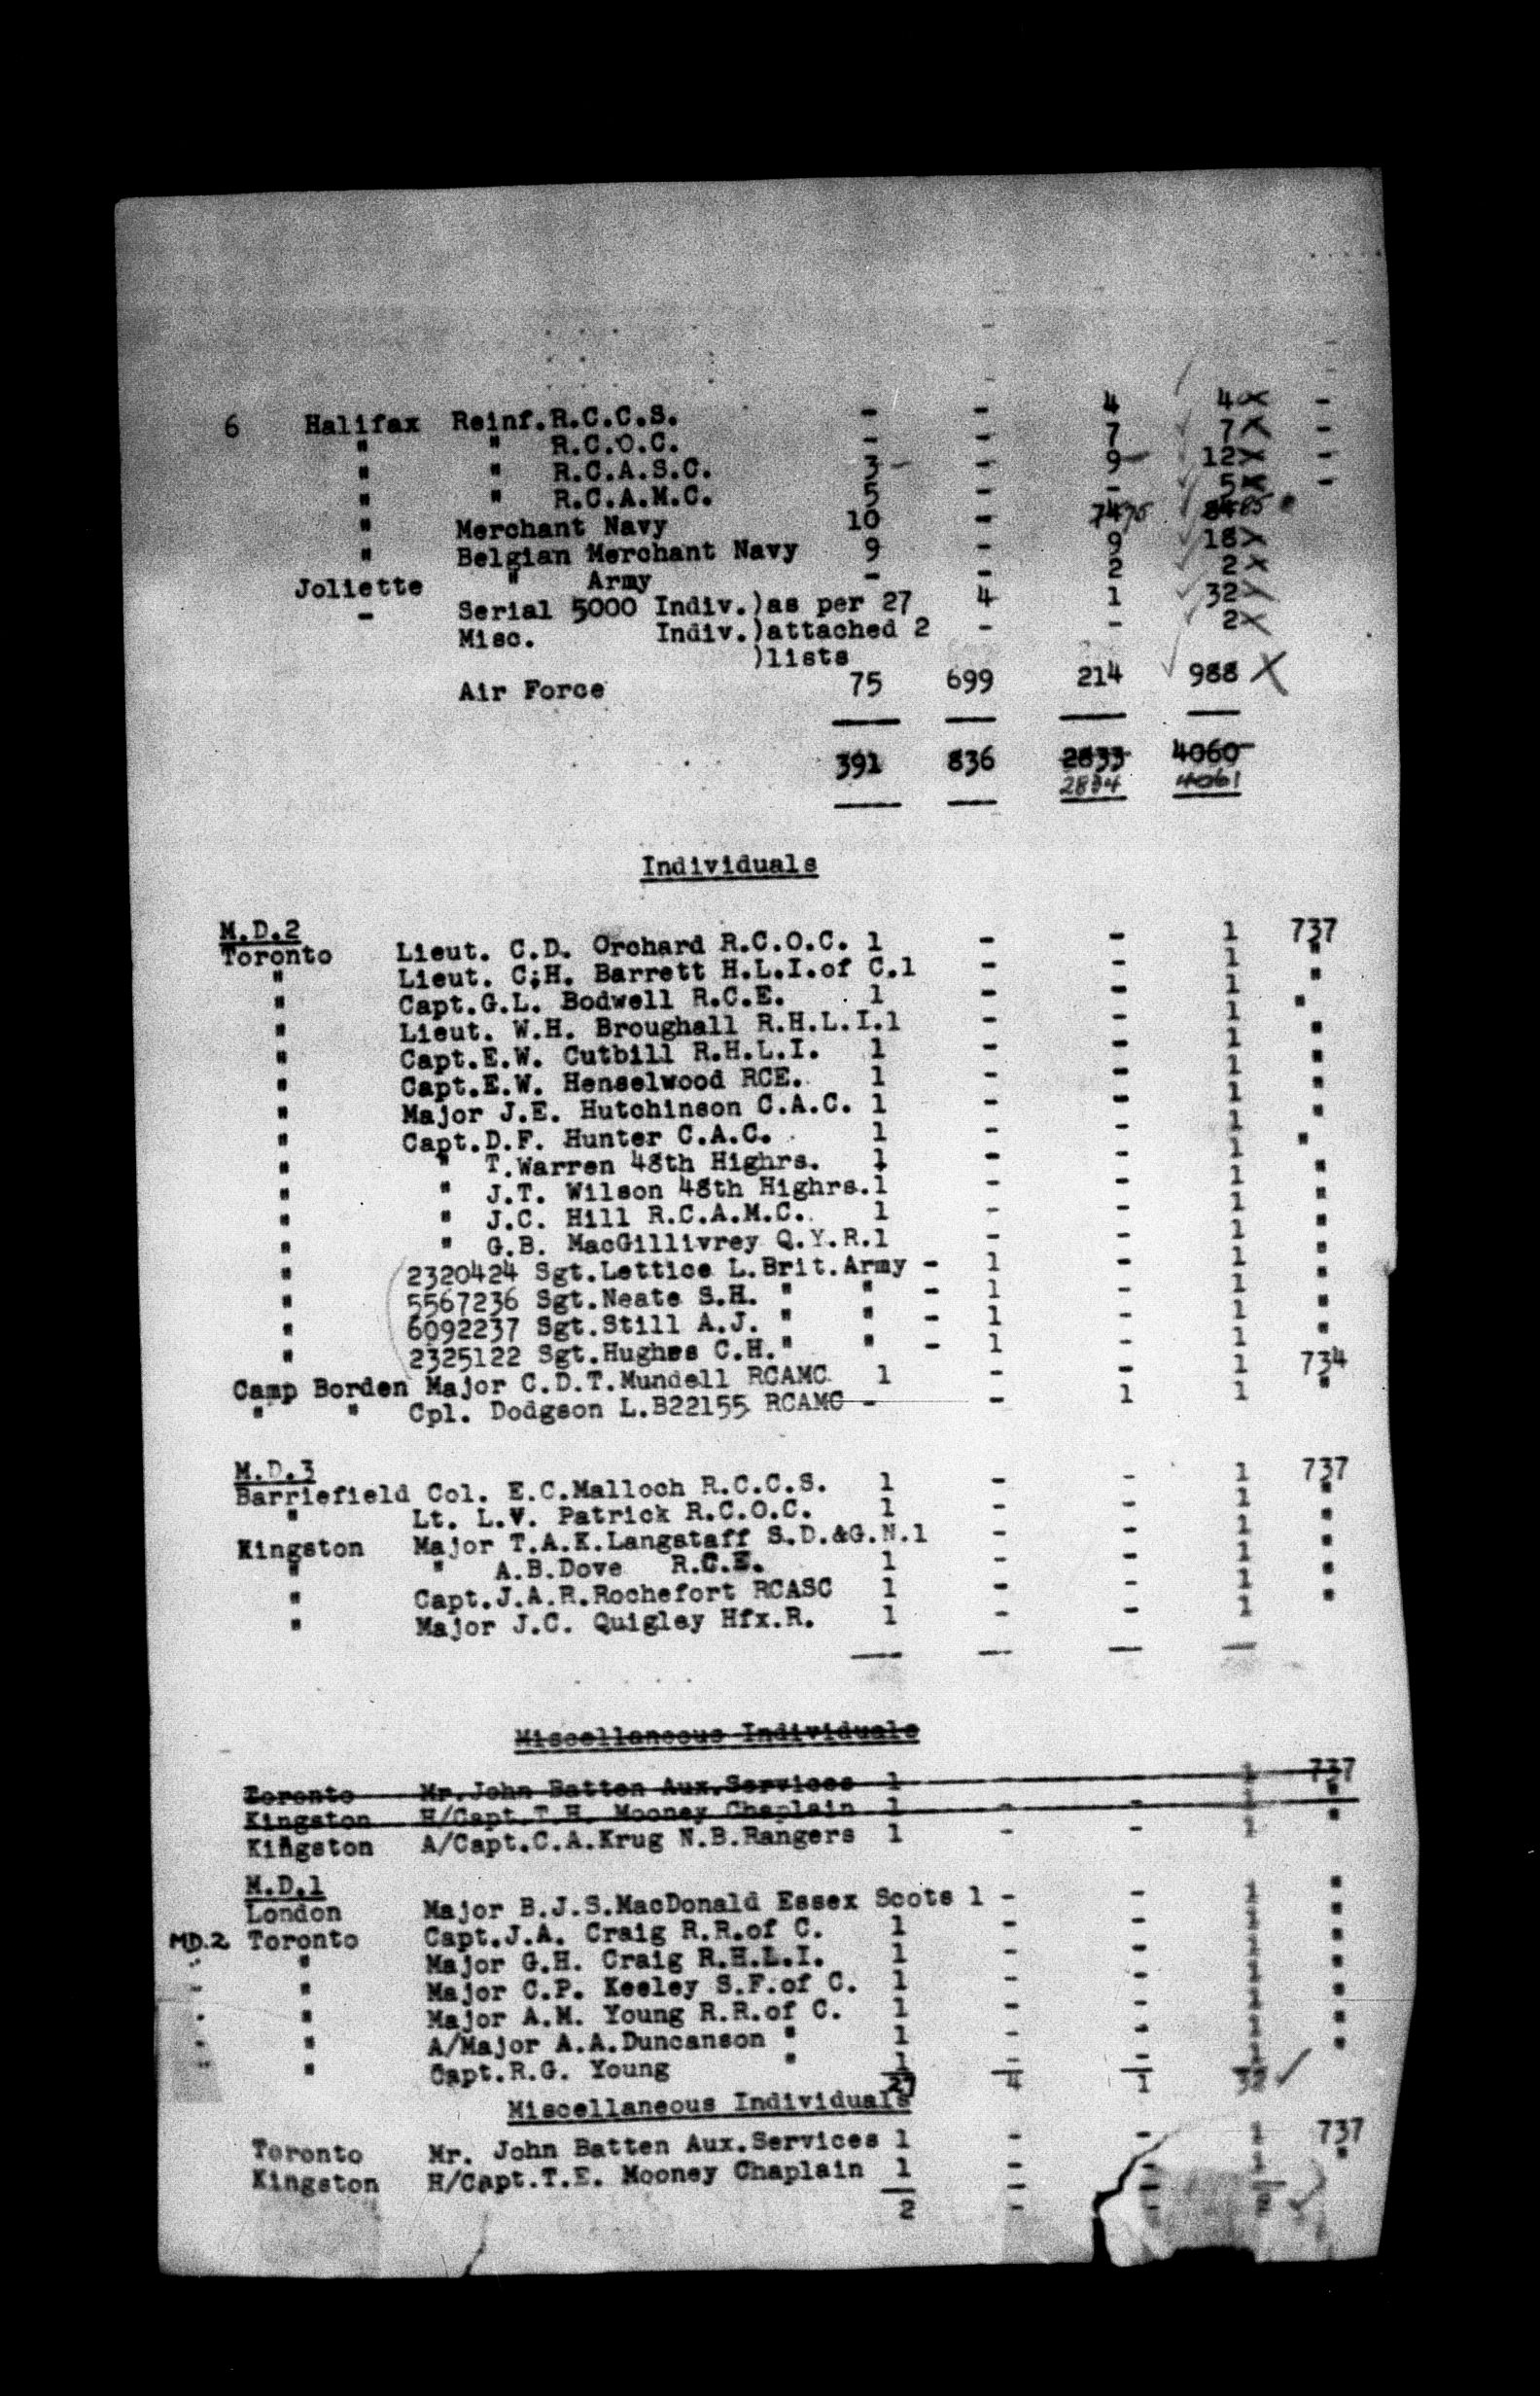 6 Halifax Reinf.R.C.C.S. - - 4 4 x -
" " R.C.O.C. - - 7 7 x -
" " R.C.A.S.C. 3 - 9 12 x -
" " R.C.A.M.C. 5 - - 5 x -
" Merchant Navy 10 - 74 75 84 85 "
" Belgian Merchant Navy 9 - 9 18 x
Joliette " Army - - 2 2 x
- Serial 5000 Indiv.)as per 27 4 1 32 x
Misc. Indiv.)attached 2 - - 2 x
)lists
Air Force 75 699 214 988 X
391 836 2833 4060
2834 4061
Individuals
M.D.2
Toronto Lieut. C.D. Orchard R.C.O.C. 1 - - 1 737
" Lieut. C.H. Barrett H.L.I.of C.1 - - 1 "
" Capt.G.L. Bodwell R.C.E. 1 - - 1 "
" Lieut. W.H. Broughall R.H.L.I.1 - - 1 "
" Capt.E.W. Cutbill R.H.L.I. 1 - - 1 "
" Capt.E.W. Henselwood RCE. 1 - - 1 "
" Major J.E. Hutchinson C.A.C. 1 - - 1 "
" Capt.D.F. Hunter C.A.C. 1 - - 1 "
" " T.Warren 48th Highrs. 1 - - 1 "
" " J.T. Wilson 48th Highrs.1 - - 1 "
" " J.C. Hill R.C.A.M.C. 1 - - 1 "
" " G.B. MacGillivrey Q.Y.R.1 - - 1 "
" 2320424 Sgt.Lettice L.Brit.Army - 1 - 1 "
" 5567236 Sgt.Neate S.H. " " - 1 - 1 "
" 6092237 Sgt.Still A.J. " " - 1 - 1 "
" 2325122 Sgt.Hughes C.H." " - 1 - 1 "
Camp Borden Major C.D.T.Mundell RCAMC 1 - - 1 734
" " Cpl. Dodgson L.B22155 RCAMC - - 1 1 "
M.D.3
Barriefield Col. E.C.Malloch R.C.C.S. 1 - - 1 737
" Lt. L.V. Patrick R.C.O.C. 1 - - 1 "
Kingston Major T.A.K.Langstaff S.D.&G.N.1 - - 1 "
" " A.B.Dove R.C.E. 1 - - 1 "
" Capt.J.A.R.Rochefort RCASC 1 - - 1 "
" Major J.C. Quigley Hfx.R. 1 - - 1 "
Miscellaneous Individuals
Toronto Mr.John Batten Aux.Services 1 - - 1 737
Kingston H/Capt.T.H. Mooney Chaplain 1 - - 1 "
Kingston A/Capt.C.A.Krug N.B.Rangers 1 - - 1 "
M.D.1
London Major B.J.S.MacDonald Essex Scots 1 - - 1 "
MD.2 Toronto Capt.J.A. Craig R.R.of C. 1 - - 1 "
" " Major G.H. Craig R.H.L.I. 1 - - 1 "
" " Major C.P. Keeley S.F.of C. 1 - - 1 "
" " Major A.M. Young R.R.of C. 1 - - 1 "
" " A/Major A.A.Duncanson " 1 - - 1 "
" " Capt.R.G. Young " 1 - - 1 "
27 4 1 32 ✓
Miscellaneous Individuals
Toronto Mr. John Batten Aux.Services 1 - - 1 737
Kingston H/Capt.T.E. Mooney Chaplain 1 - - 1 "
2 - - 2 ✓